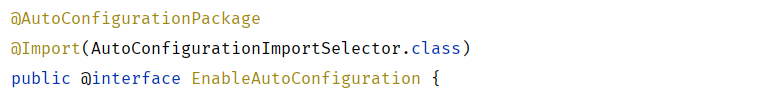 @AutoConfigurationPackage
@Import(AutoConfigurationImportSelector.class)
public @interface EnableAutoConfiguration {